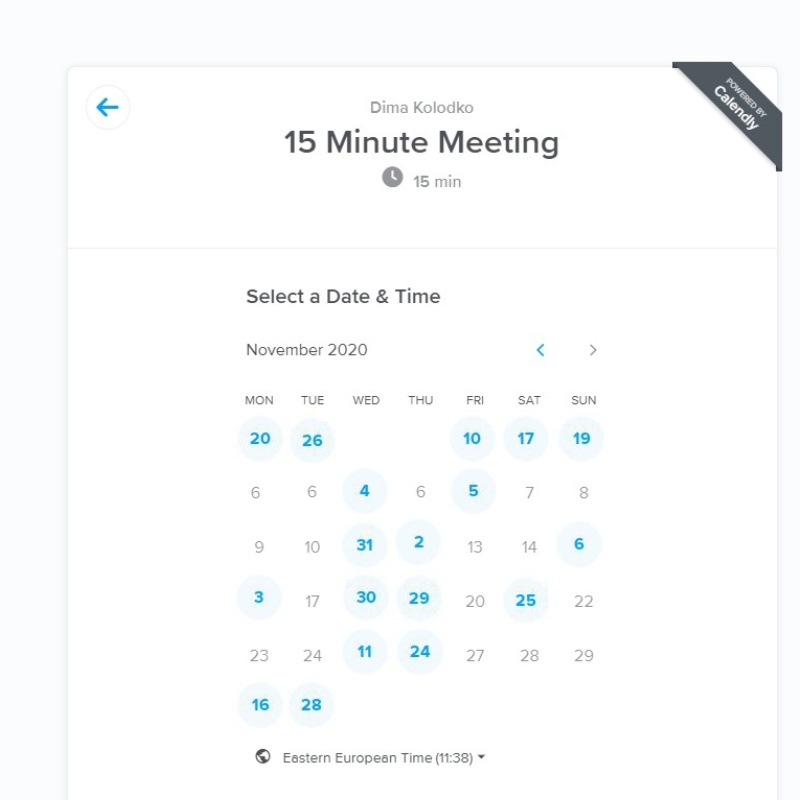 POWERED BY
Calendly
Dima Kolodko
15 Minute Meeting
15 min
Select a Date & Time
November 2020
MON TUE WED THU FRI SAT SUN
20 26 10 17 19
6 6 4 6 5 7 8
9 10 31 2 13 14 6
3 17 30 29 20 25 22
23 24 11 24 27 28 29
16 28
Eastern European Time (11:38)